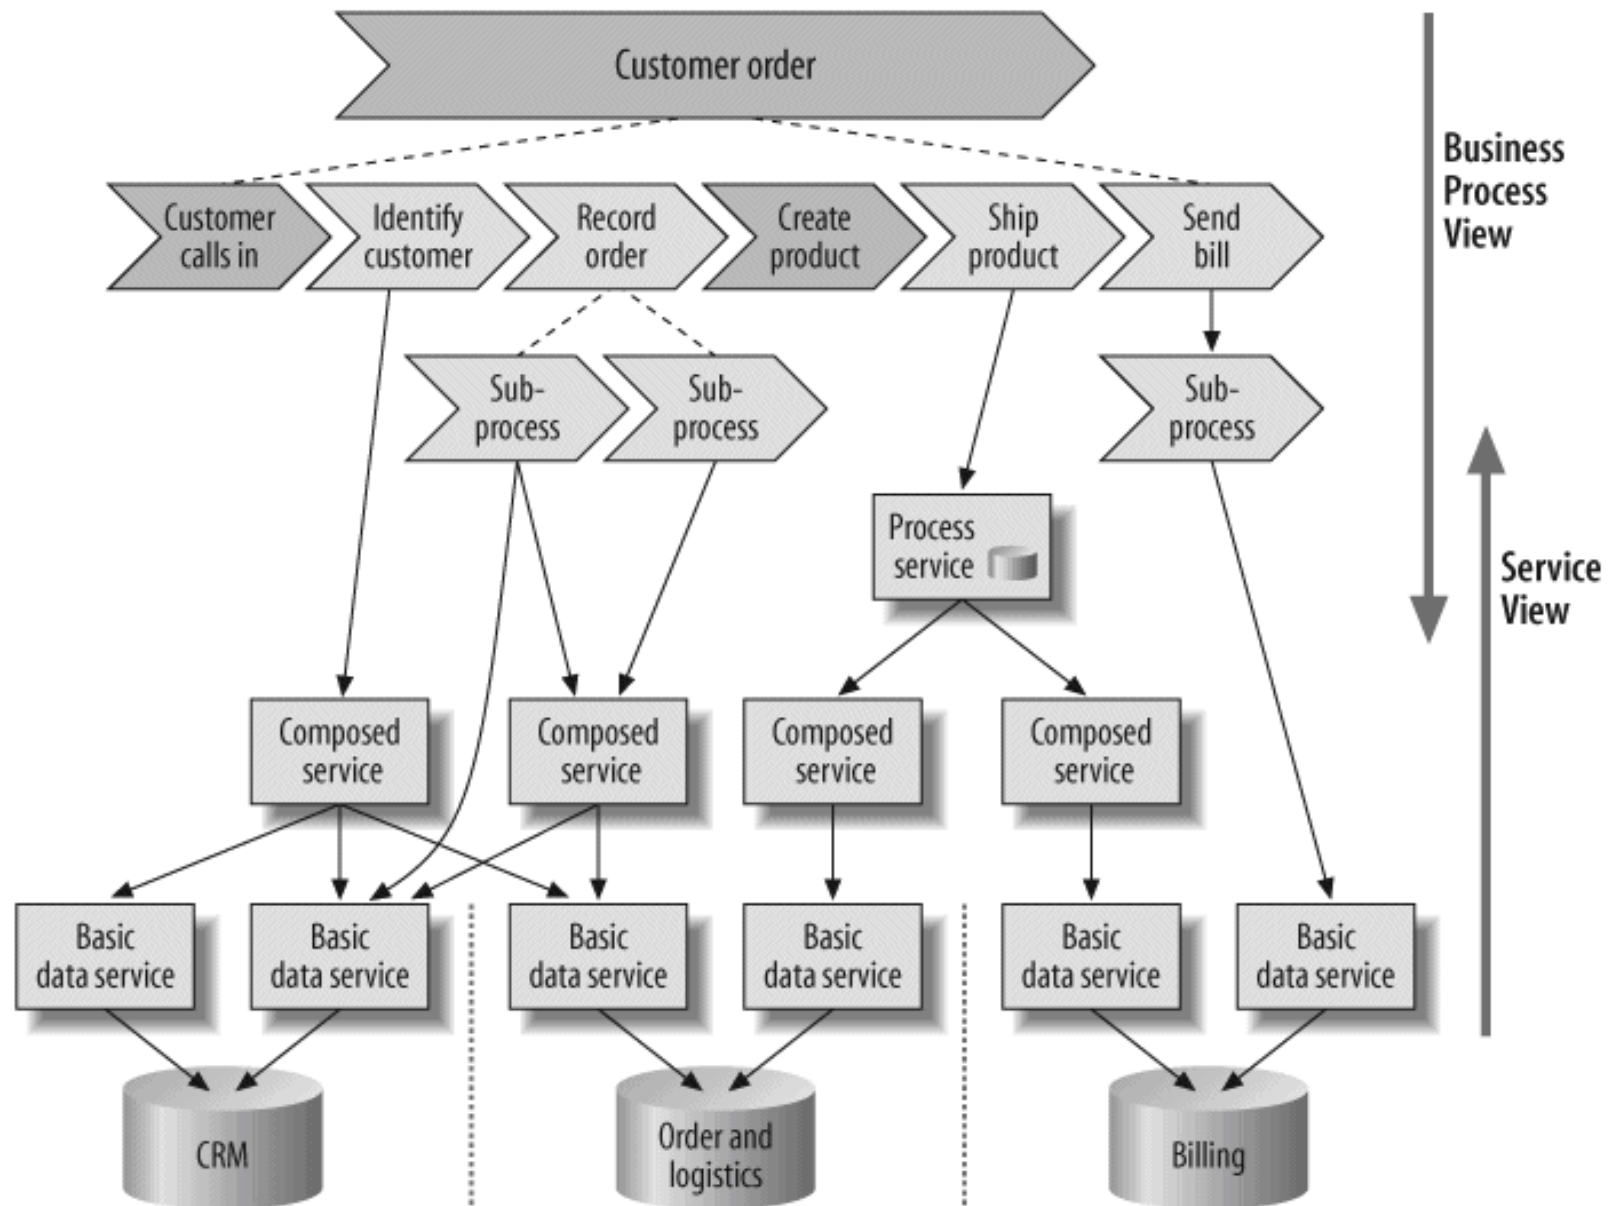 Customer order
Business
Process
View
Customer
calls in
Identify
customer
Record
order
Create
product
Ship
product
Send
bill
Sub-
process
Sub-
process
Sub-
process
Process
service
Service
View
Composed
service
Composed
service
Composed
service
Composed
service
Basic
data service
Basic
data service
Basic
data service
Basic
data service
Basic
data service
Basic
data service
CRM
Order and
logistics
Billing